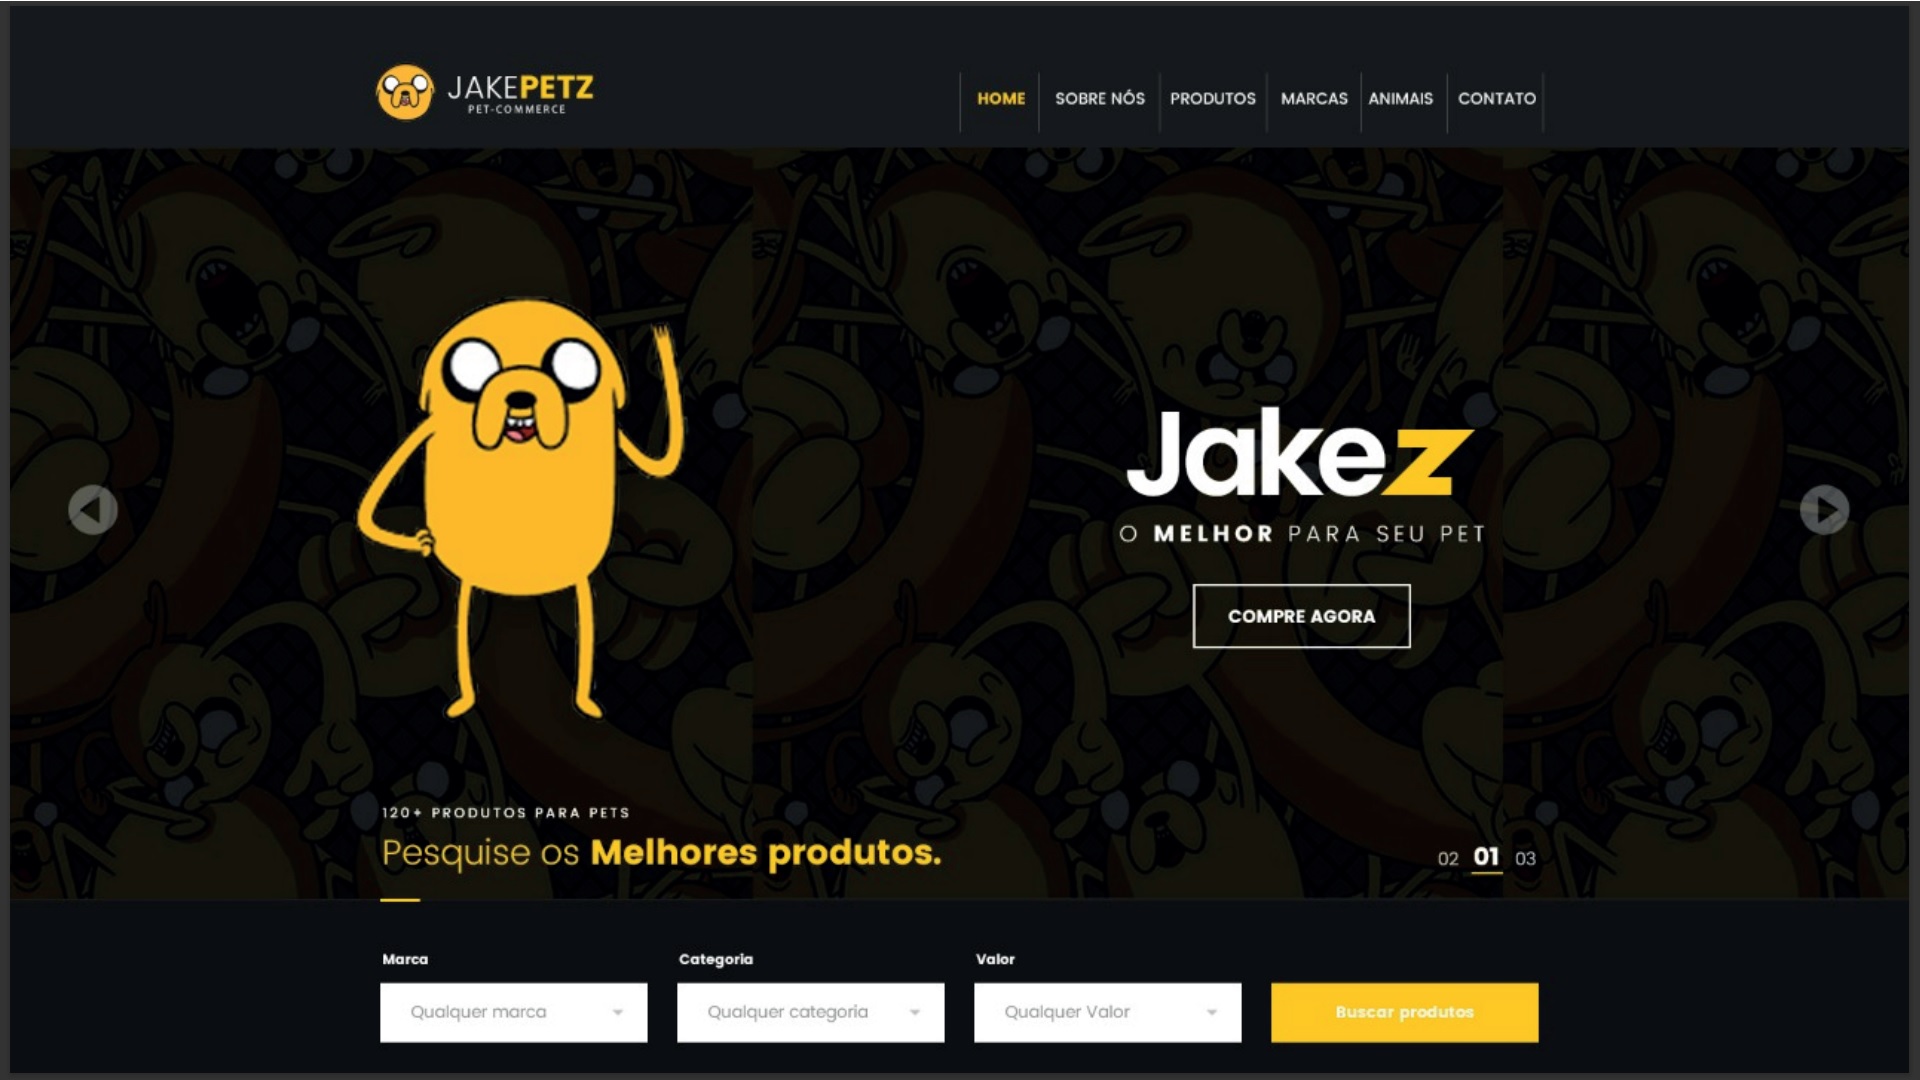 JAKEPETZ
PET-COMMERCE
HOME SOBRE NÓS PRODUTOS MARCAS ANIMAIS CONTATO
Jakez
O MELHOR PARA SEU PET
COMPRE AGORA
120+ PRODUTOS PARA PETS
Pesquise os Melhores produtos.
02 01 03
Marca Categoria Valor
Qualquer marca Qualquer categoria Qualquer Valor Buscar produtos